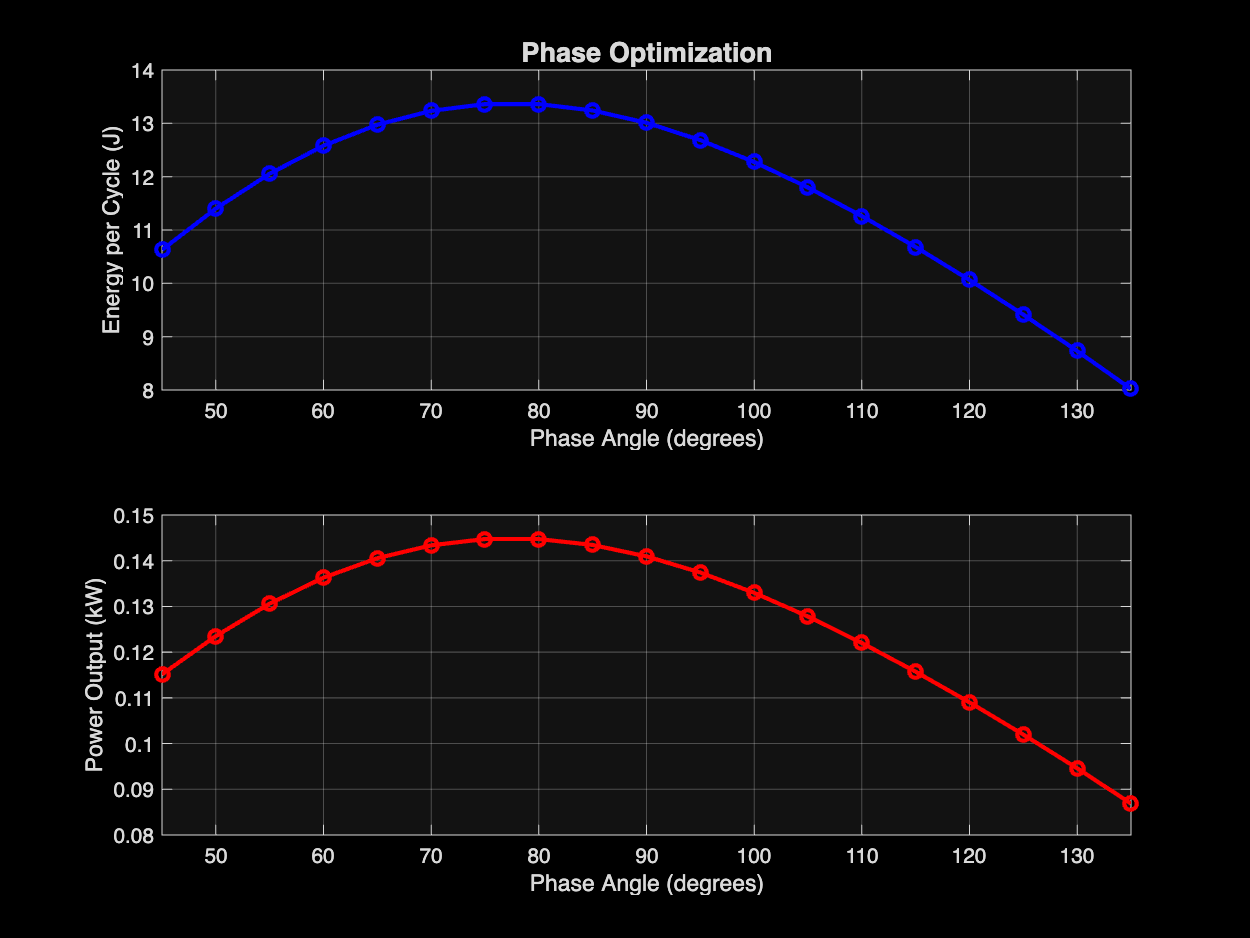 Phase Optimization
14
13
12
11
10
9
8
Energy per Cycle (J)
50 60 70 80 90 100 110 120 130
Phase Angle (degrees)
0.15
0.14
0.13
0.12
0.11
0.1
0.09
0.08
Power Output (kW)
50 60 70 80 90 100 110 120 130
Phase Angle (degrees)